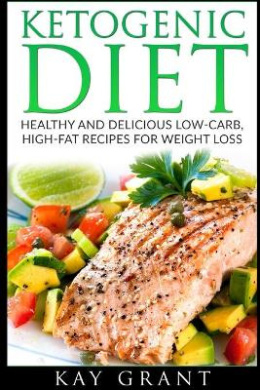 KETOGENIC
DIET
HEALTHY AND DELICIOUS LOW-CARB,
HIGH-FAT RECIPES FOR WEIGHT LOSS
KAY GRANT